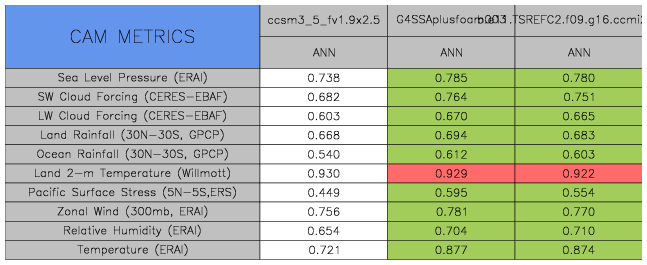 CAM METRICS
ccsm3_5_fv1.9x2.5 G4SSAplusfoam.003.TSREFC2.f09.g16.ccmi2
ANN ANN ANN
Sea Level Pressure (ERAI) 0.738 0.785 0.780
SW Cloud Forcing (CERES-EBAF) 0.682 0.764 0.751
LW Cloud Forcing (CERES-EBAF) 0.603 0.670 0.665
Land Rainfall (30N-30S, GPCP) 0.668 0.694 0.683
Ocean Rainfall (30N-30S, GPCP) 0.540 0.612 0.603
Land 2-m Temperature (Willmott) 0.930 0.929 0.922
Pacific Surface Stress (5N-5S,ERS) 0.449 0.595 0.554
Zonal Wind (300mb, ERAI) 0.756 0.781 0.770
Relative Humidity (ERAI) 0.654 0.704 0.710
Temperature (ERAI) 0.721 0.877 0.874